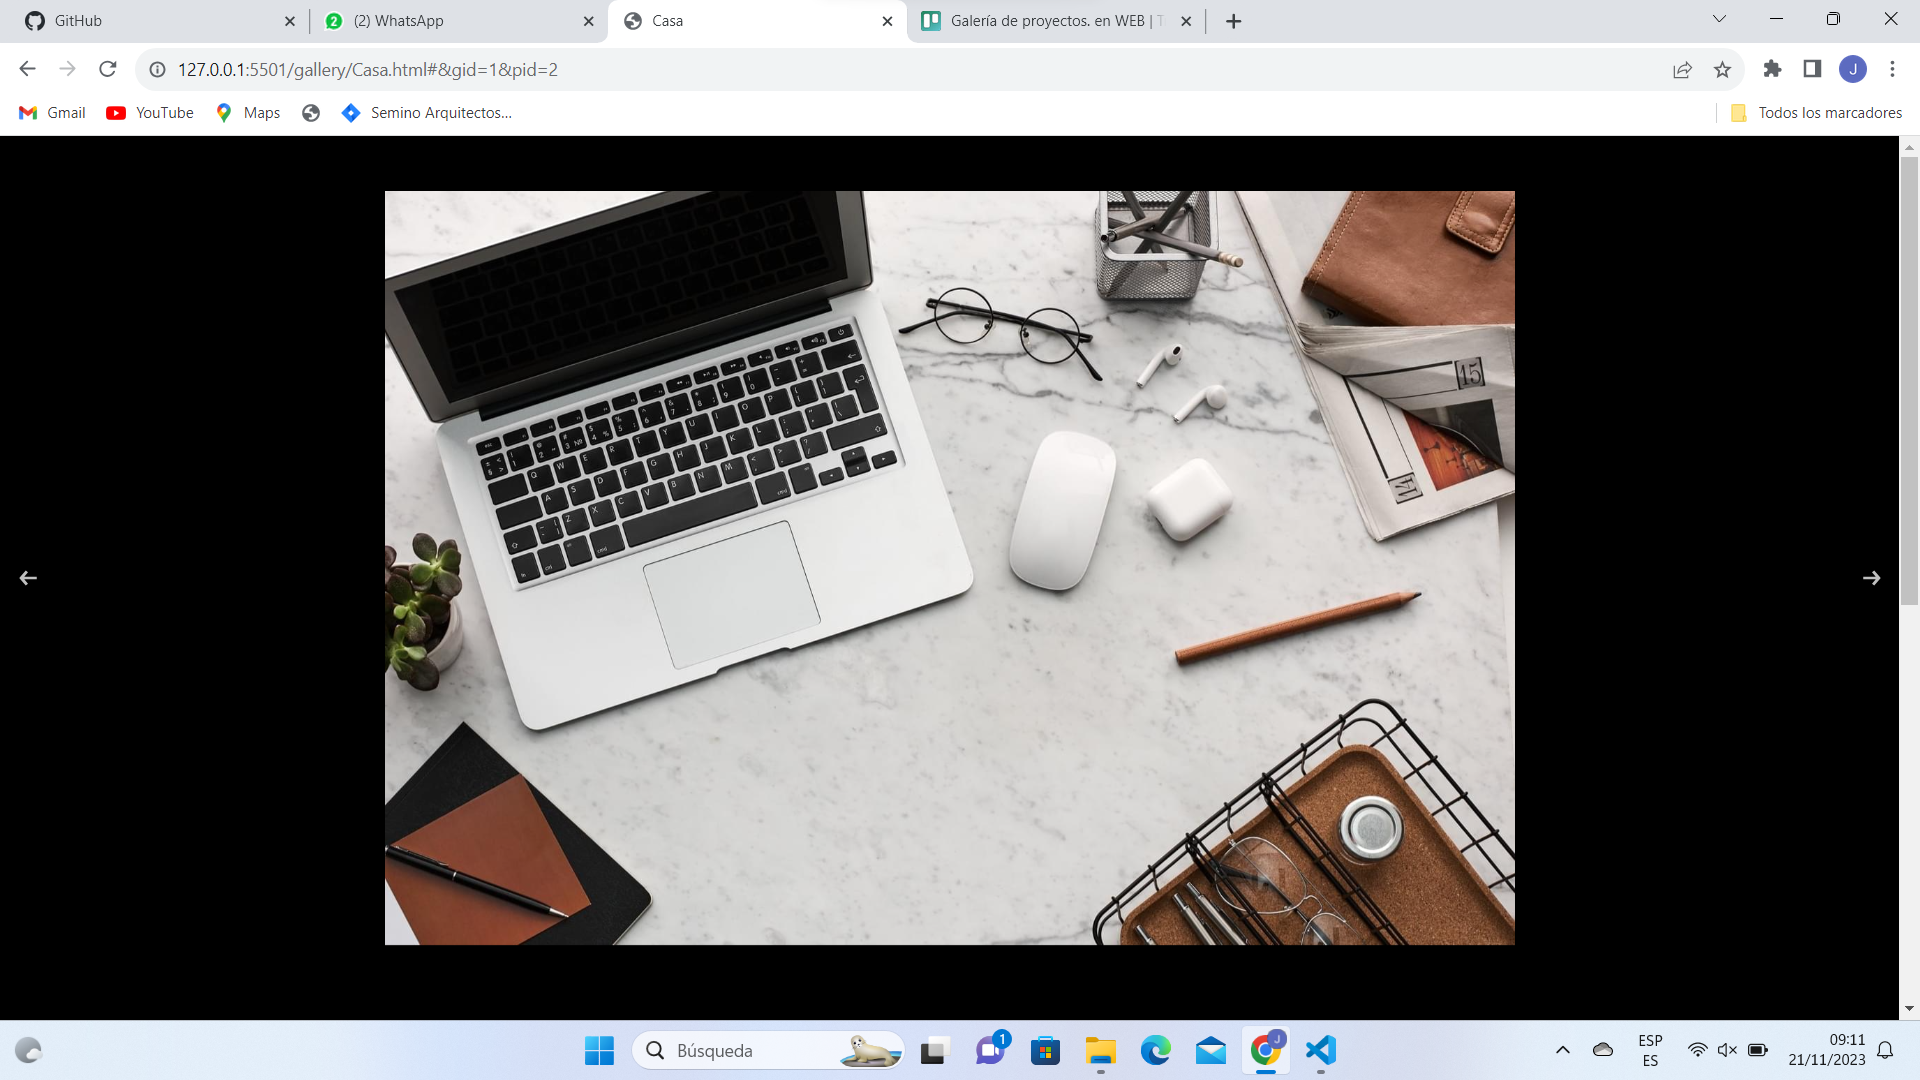 GitHub
(2) WhatsApp
Casa
Galería de proyectos. en WEB | T
127.0.0.1:5501/gallery/Casa.html#&gid=1&pid=2
J
Gmail
YouTube
Maps
Semino Arquitectos...
Todos los marcadores
15
Búsqueda
1
J
ESP
ES
09:11
21/11/2023